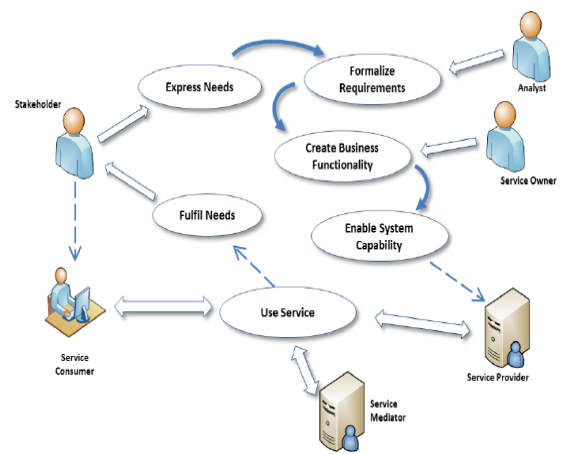 Express Needs
Formalize
Requirements
Analyst
Stakeholder
Create Business
Functionality
Service Owner
Fulfil Needs
Enable System
Capability
Use Service
Service
Consumer
Service Provider
Service
Mediator